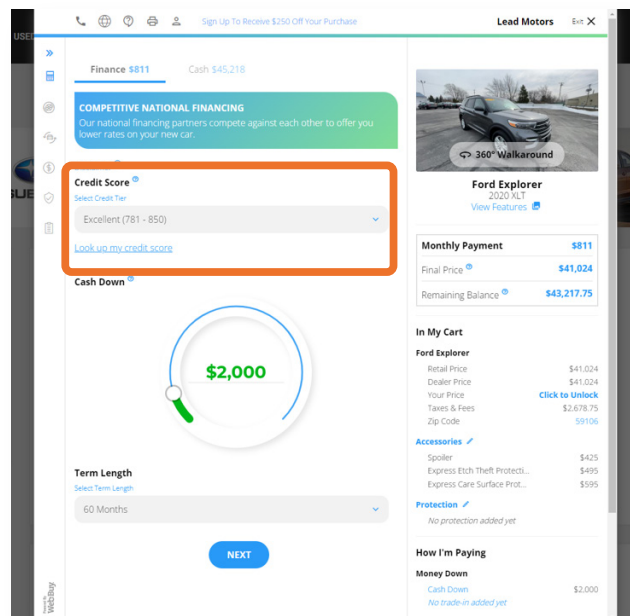 Sign Up To Receive $250 Off Your Purchase
Lead Motors
Exit X
USED
Finance $811
Cash $45,218
COMPETITIVE NATIONAL FINANCING
Our national financing partners compete against each other to offer you
lower rates on your new car.
Credit Score
Select Credit Tier
Excellent (781 - 850)
Look up my credit score
Cash Down
$2,000
Term Length
Select Term Length
60 Months
NEXT
360° Walkaround
Ford Explorer
2020 XLT
View Features
Monthly Payment $811
Final Price $41,024
Remaining Balance $43,217.75
In My Cart
Ford Explorer
Retail Price $41,024
Dealer Price $41,024
Your Price Click to Unlock
Taxes & Fees $2,678.75
Zip Code 59106
Accessories
Spoiler $425
Express Etch Theft Protecti... $495
Express Care Surface Prot... $595
Protection
No protection added yet
How I'm Paying
Money Down
Cash Down $2,000
No trade-in added yet
WebBuy